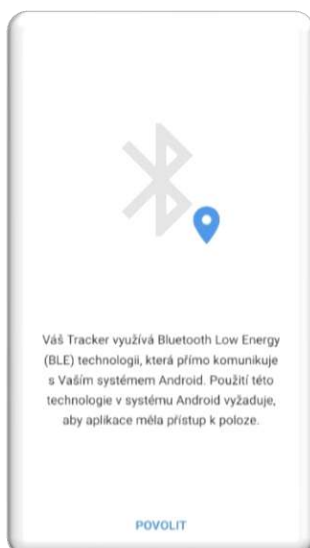 Váš Tracker využívá Bluetooth Low Energy
(BLE) technologii, která přímo komunikuje
s Vaším systémem Android. Použití této
technologie v systému Android vyžaduje,
aby aplikace měla přístup k poloze.
POVOLIT